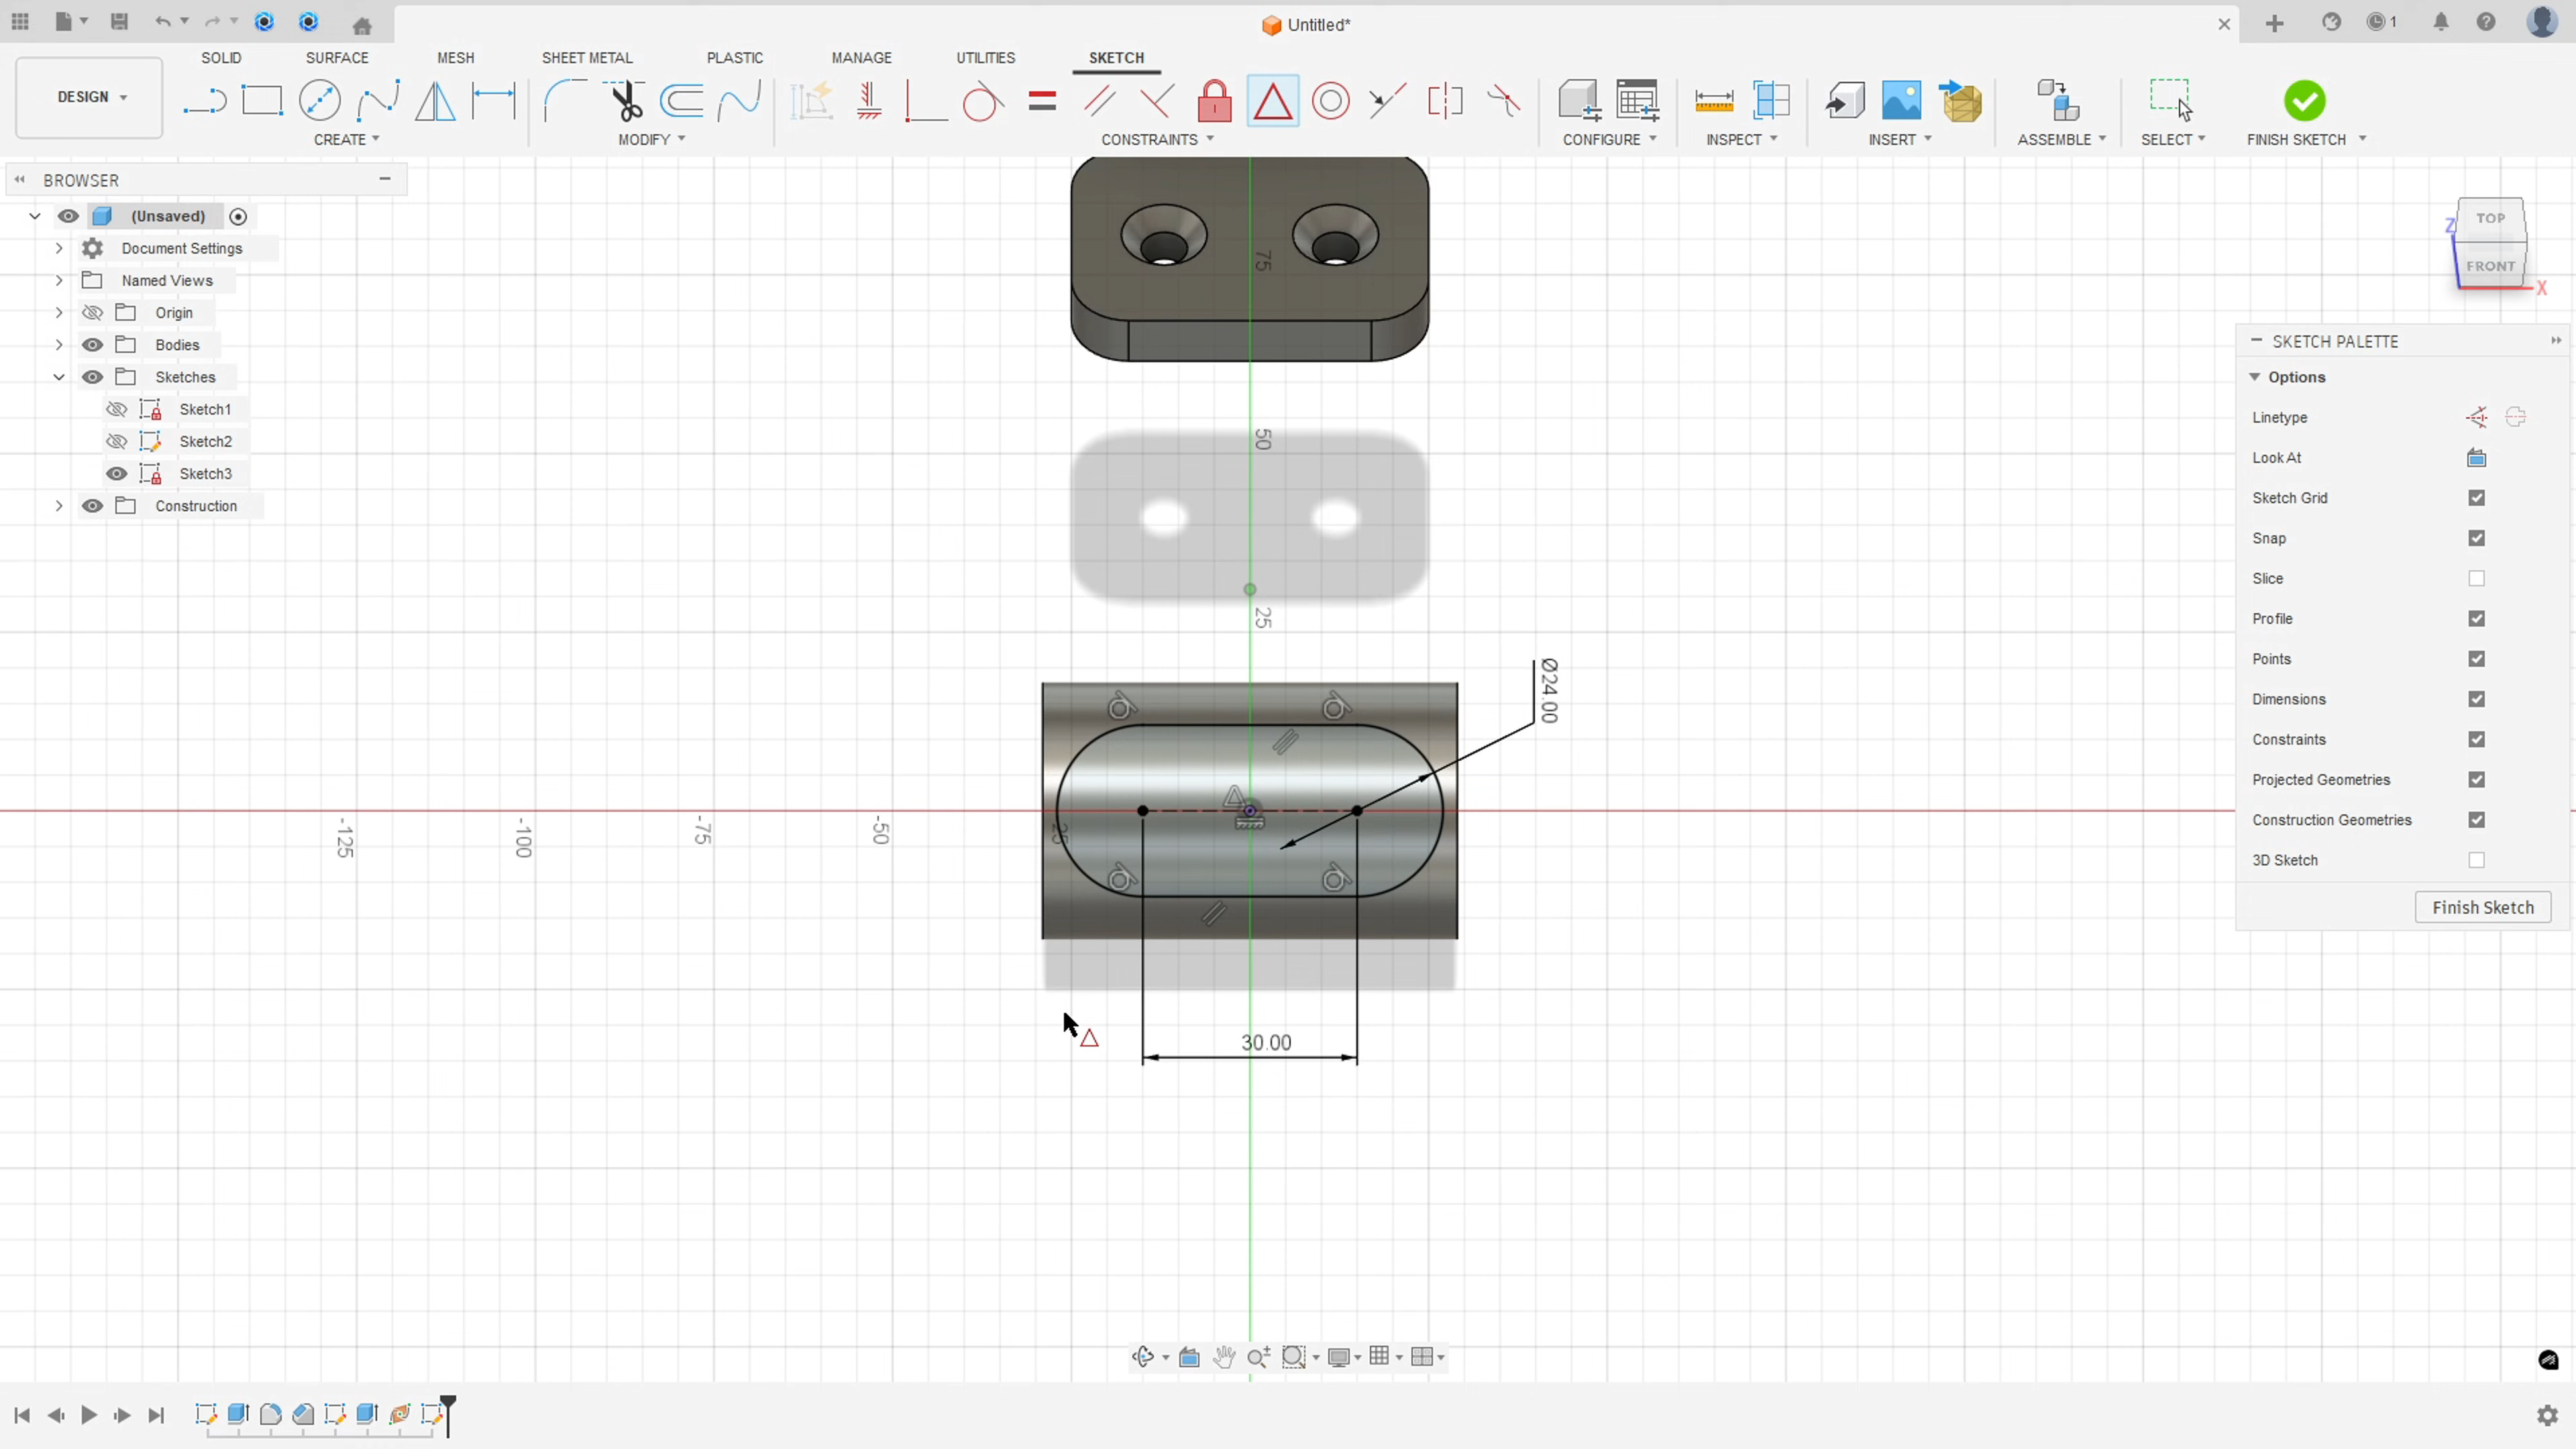 Untitled*
1
SOLID
SURFACE
MESH
SHEET METAL
PLASTIC
MANAGE
UTILITIES
SKETCH
DESIGN
CREATE
MODIFY
CONSTRAINTS
CONFIGURE
INSPECT
INSERT
ASSEMBLE
SELECT
FINISH SKETCH
BROWSER
(Unsaved)
Document Settings
Named Views
Origin
Bodies
Sketches
Sketch1
Sketch2
Sketch3
Construction
TOP
FRONT
Z
X
75
50
25
Ø24.00
-125
-100
-75
-50
25
30.00
SKETCH PALETTE
Options
Linetype
Look At
Sketch Grid
Snap
Slice
Profile
Points
Dimensions
Constraints
Projected Geometries
Construction Geometries
3D Sketch
Finish Sketch